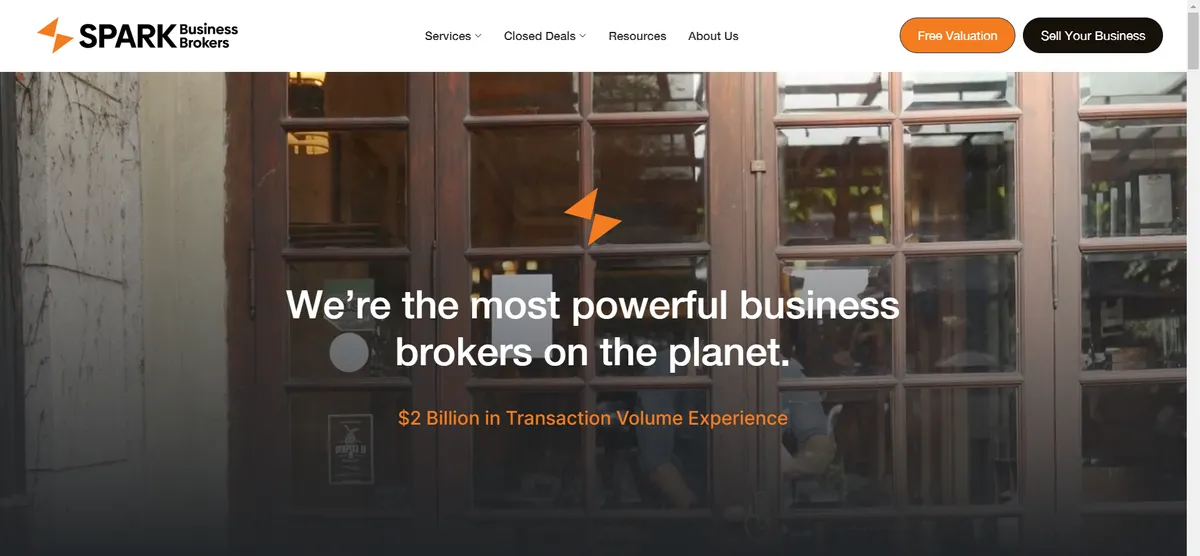 SPARK Business Brokers
Services
Closed Deals
Resources
About Us
Free Valuation
Sell Your Business
We're the most powerful business
brokers on the planet.
$2 Billion in Transaction Volume Experience